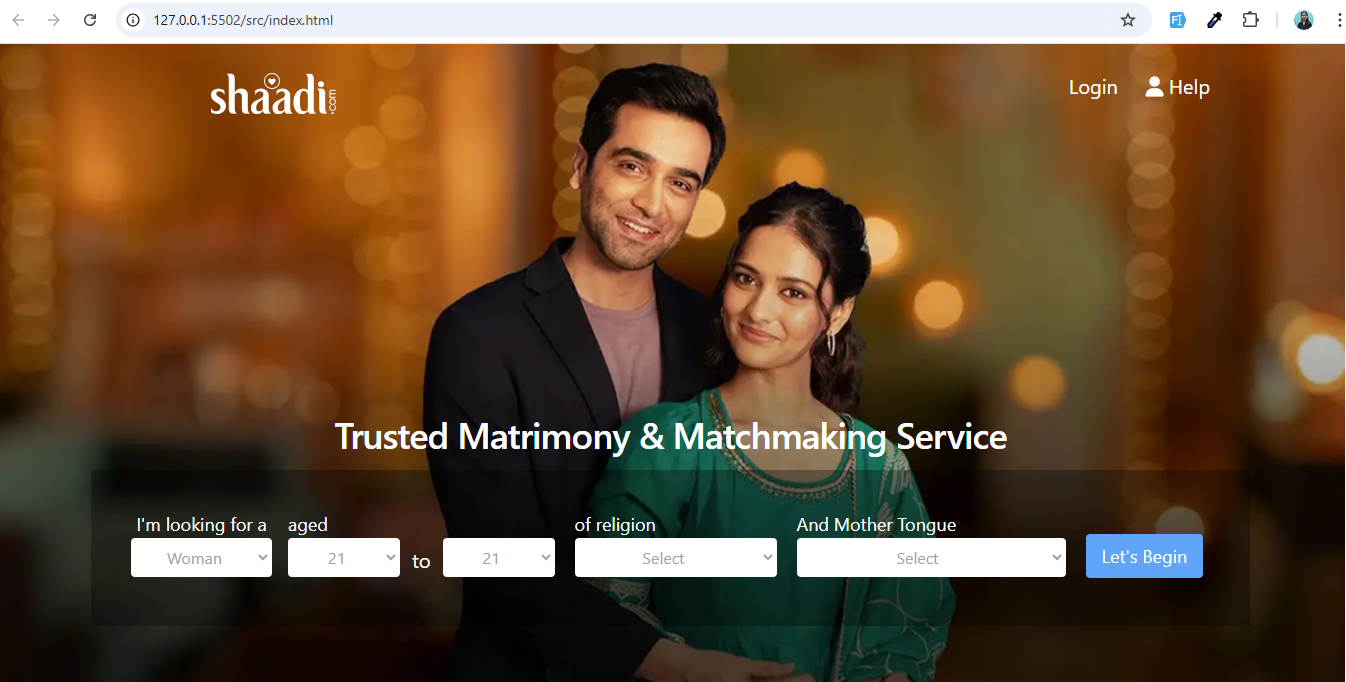 127.0.0.1:5502/src/index.html
shaadi.com
Login Help
Trusted Matrimony & Matchmaking Service
I'm looking for a aged of religion And Mother Tongue
Woman 21 to 21 Select Select Let's Begin